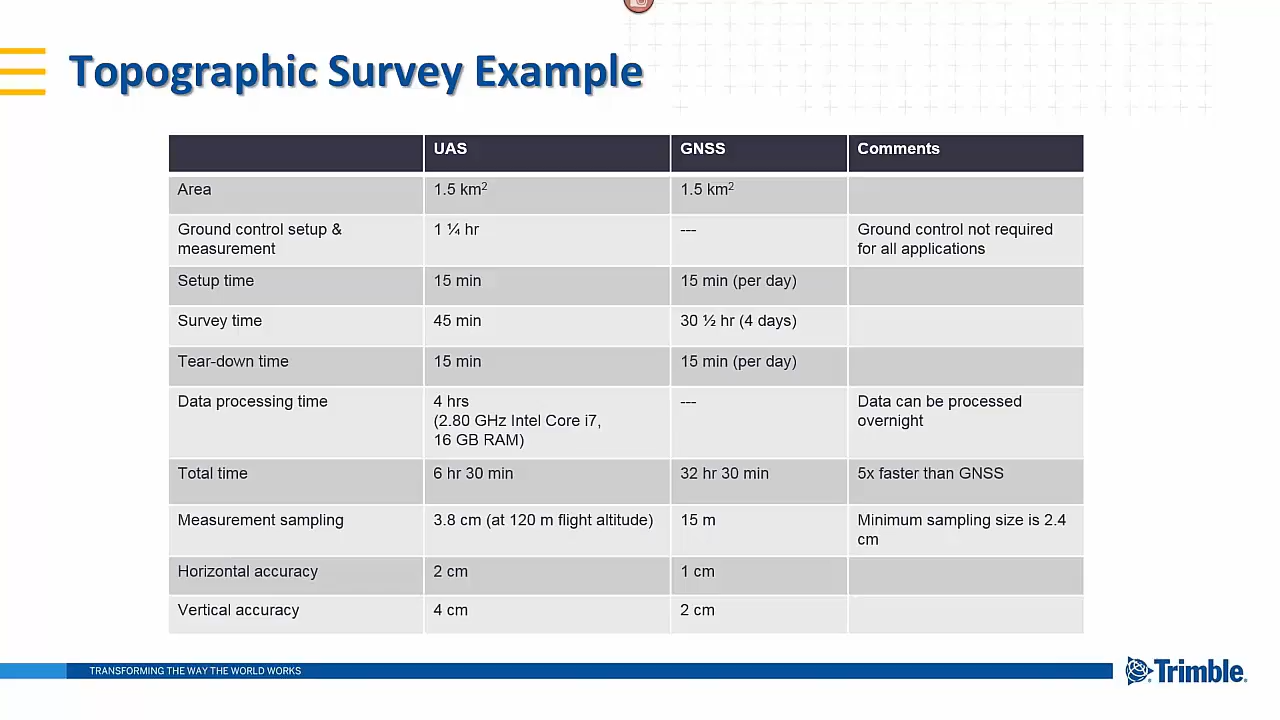 Topographic Survey Example
UAS GNSS Comments
Area 1.5 km² 1.5 km²
Ground control setup & 1 ¼ hr --- Ground control not required
measurement for all applications
Setup time 15 min 15 min (per day)
Survey time 45 min 30 ½ hr (4 days)
Tear-down time 15 min 15 min (per day)
Data processing time 4 hrs --- Data can be processed
(2.80 GHz Intel Core i7, overnight
16 GB RAM)
Total time 6 hr 30 min 32 hr 30 min 5x faster than GNSS
Measurement sampling 3.8 cm (at 120 m flight altitude) 15 m Minimum sampling size is 2.4
cm
Horizontal accuracy 2 cm 1 cm
Vertical accuracy 4 cm 2 cm
TRANSFORMING THE WAY THE WORLD WORKS
Trimble.